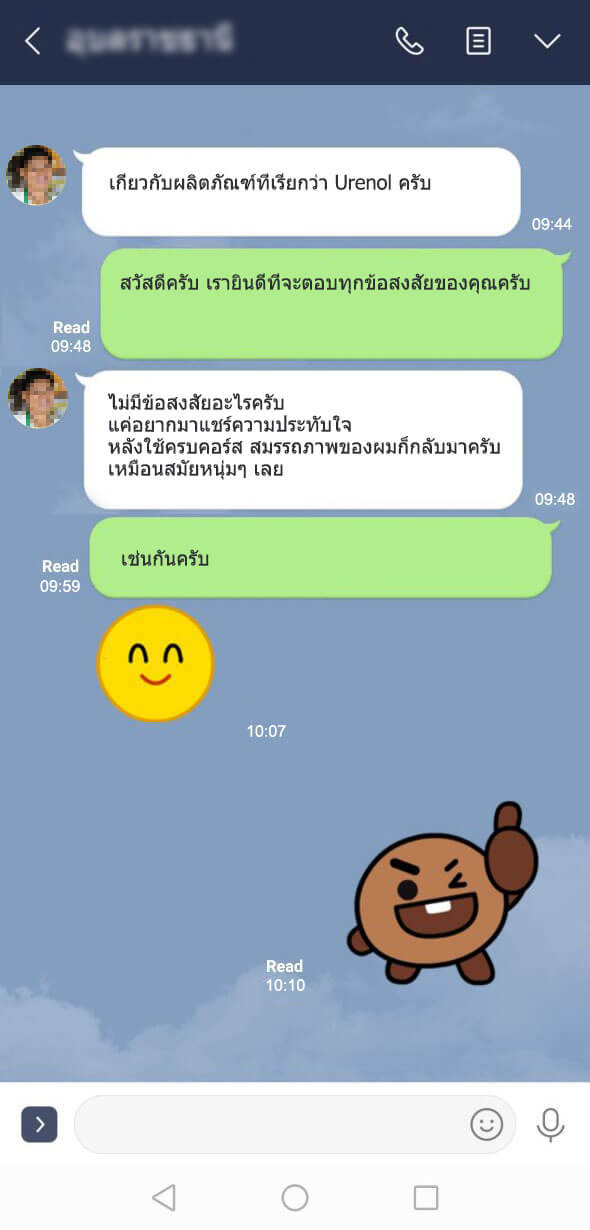 เกี่ยวกับผลิตภัณฑ์ที่เรียกว่า Urenol ครับ
09:44
สวัสดีครับ เรายินดีที่จะตอบทุกข้อสงสัยของคุณครับ
Read
09:48
ไม่มีข้อสงสัยอะไรครับ
แค่อยากมาแชร์ความประทับใจ
หลังใช้ครบคอร์ส สมรรถภาพของผมก็กลับมาครับ
เหมือนสมัยหนุ่มๆ เลย
09:48
เช่นกันครับ
Read
09:59
10:07
Read
10:10